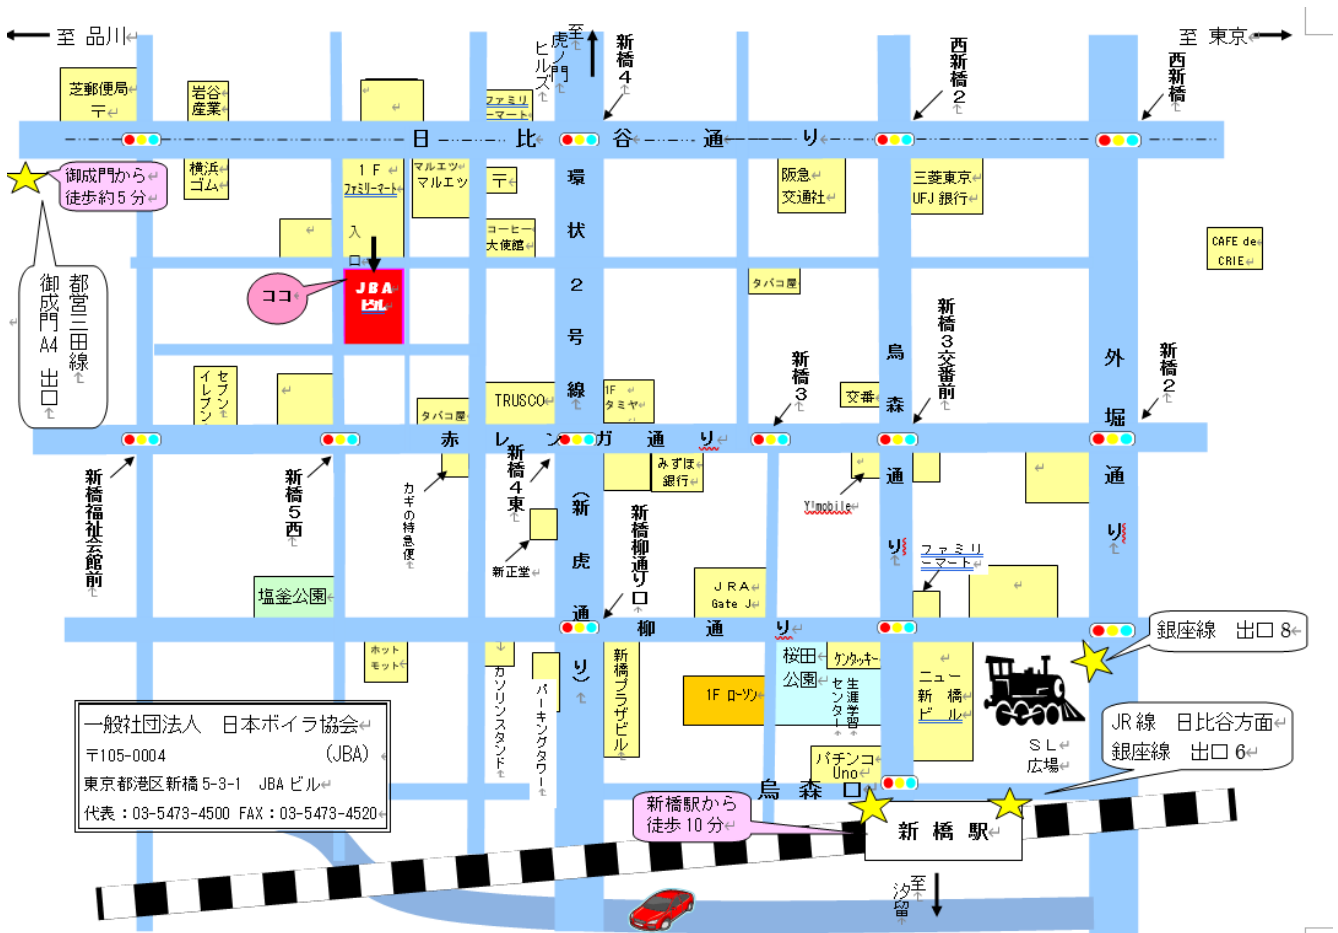 至 品川
至 虎ノ門ヒルズ
新橋4
西新橋2
西新橋
至 東京
芝郵便局
〒
岩谷
産業
ファミリ
ーマート
日比谷通り
御成門から
徒歩約5分
横浜
ゴム
1F
ファミリーマート
マルエツ
マルエツ
〒
阪急
交通社
三菱東京
UFJ銀行
コーヒー
大使館
CAFE de
CRIE
入口
ココ
JBA
ビル
タバコ屋
都営三田線
御成門A4 出口
環状2号線
(新虎通り)
烏森通り
外堀通り
新橋3交番前
新橋3
新橋2
セブン
イレブン
TRUSCO
1F
タミヤ
交番
タバコ屋
赤レンガ通り
新橋福祉会館前
新橋5西
カギの特急便
新橋4東
みずほ
銀行
Y!mobile
新正堂
新橋柳通り口
ファミリ
ーマート
塩釜公園
JRA
Gate J
柳通り
銀座線 出口8
ホット
モット
ガソリンスタンド
パーキングタワー
新橋プラザビル
1F ローソン
桜田
公園
ケンタッキー
生涯学習
センター
ニュー
新橋
ビル
SL
広場
JR線 日比谷方面
銀座線 出口6
パチンコ
Uno
烏森口
新橋駅から
徒歩10分
新橋駅
至 汐留
一般社団法人 日本ボイラ協会
〒105-0004 (JBA)
東京都港区新橋5-3-1 JBAビル
代表:03-5473-4500 FAX:03-5473-4520